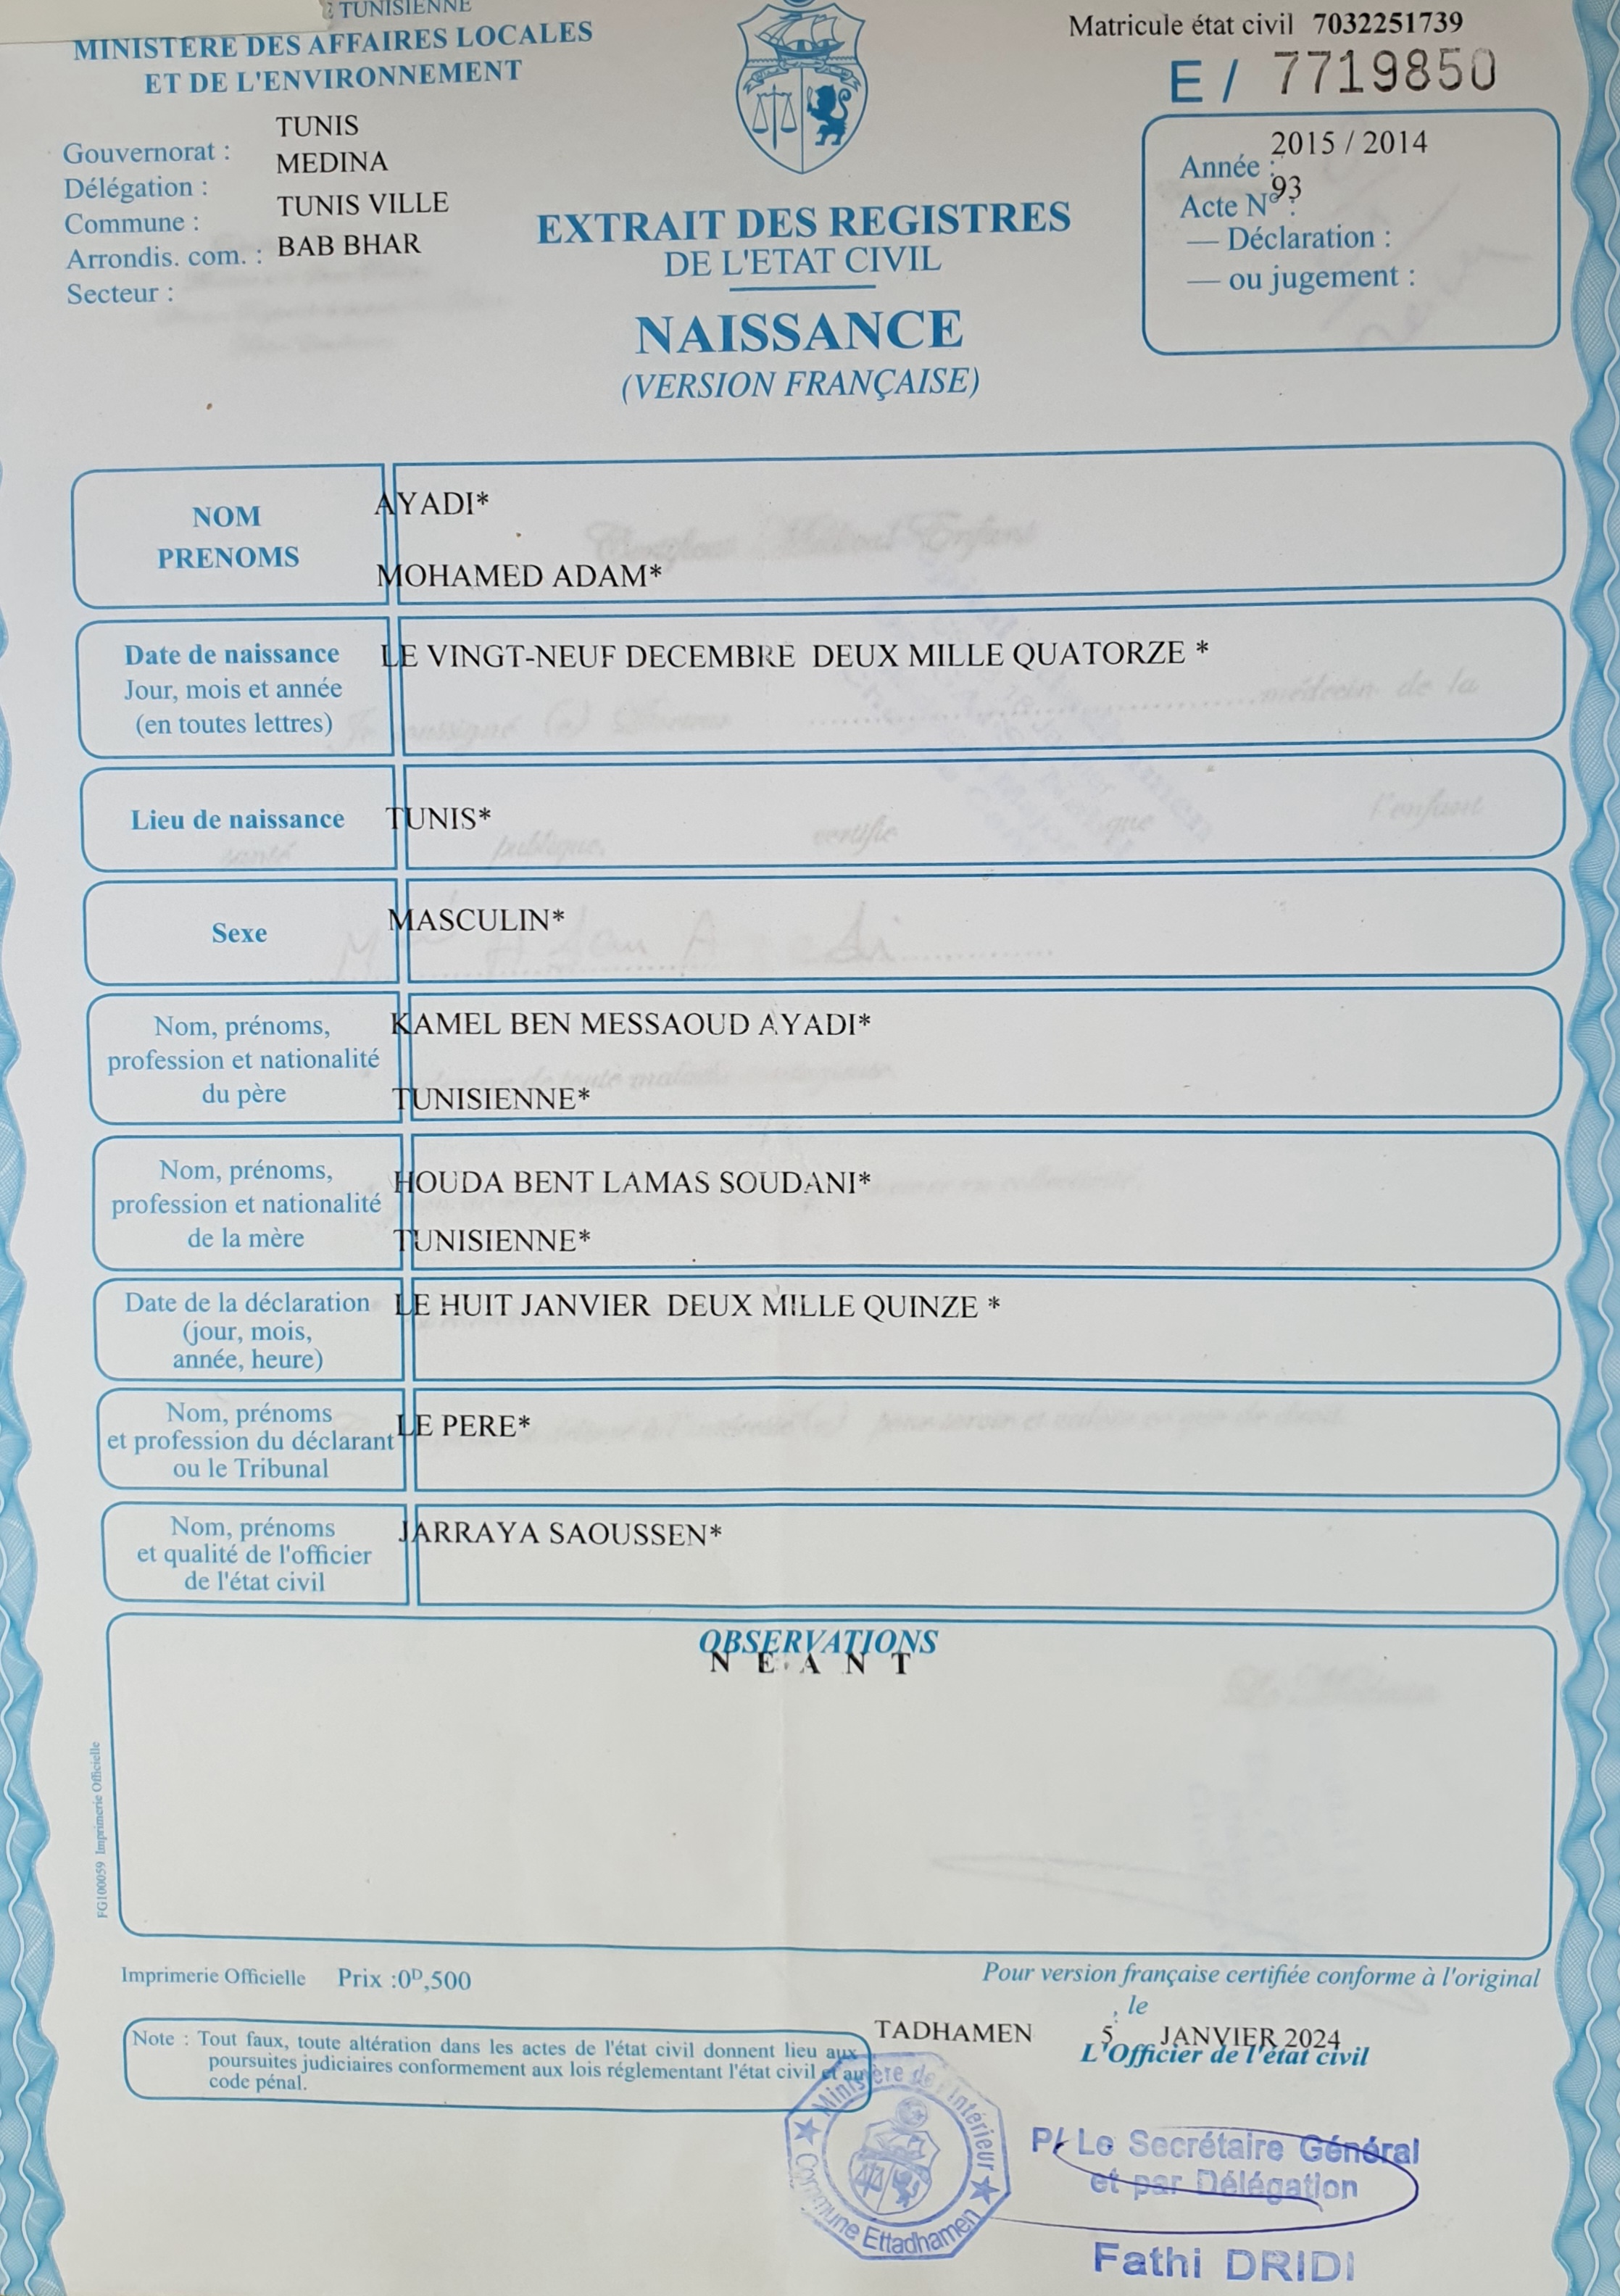 TUNISIENNE
MINISTÈRE DES AFFAIRES LOCALES
ET DE L'ENVIRONNEMENT
Gouvernorat : TUNIS
Délégation : MEDINA
Commune : TUNIS VILLE
Arrondis. com. : BAB BHAR
Secteur :
Matricule état civil 7032251739
E / 7719850
Année : 2015 / 2014
Acte N° : 93
— Déclaration :
— ou jugement :
EXTRAIT DES REGISTRES
DE L'ETAT CIVIL
NAISSANCE
(VERSION FRANÇAISE)
NOM
PRENOMS
AYADI*
MOHAMED ADAM*
Date de naissance
Jour, mois et année
(en toutes lettres)
LE VINGT-NEUF DECEMBRE DEUX MILLE QUATORZE *
Lieu de naissance
TUNIS*
Sexe
MASCULIN*
Nom, prénoms,
profession et nationalité
du père
KAMEL BEN MESSAOUD AYADI*
TUNISIENNE*
Nom, prénoms,
profession et nationalité
de la mère
HOUDA BENT LAMAS SOUDANI*
TUNISIENNE*
Date de la déclaration
(jour, mois,
année, heure)
LE HUIT JANVIER DEUX MILLE QUINZE *
Nom, prénoms
et profession du déclarant
ou le Tribunal
LE PERE*
Nom, prénoms
et qualité de l'officier
de l'état civil
JARRAYA SAOUSSEN*
OBSERVATIONS
N E A N T
FG100059 Imprimerie Officielle
Imprimerie Officielle Prix :0ᴰ,500
Pour version française certifiée conforme à l'original
, le
TADHAMEN 5 JANVIER 2024
L'Officier de l'état civil
Note : Tout faux, toute altération dans les actes de l'état civil donnent lieu aux
poursuites judiciaires conformement aux lois réglementant l'état civil et au
code pénal.
Ministère de l'Intérieur
Commune Ettadhamen
P/ Le Secrétaire Général
et par Délégation
Fathi DRIDI